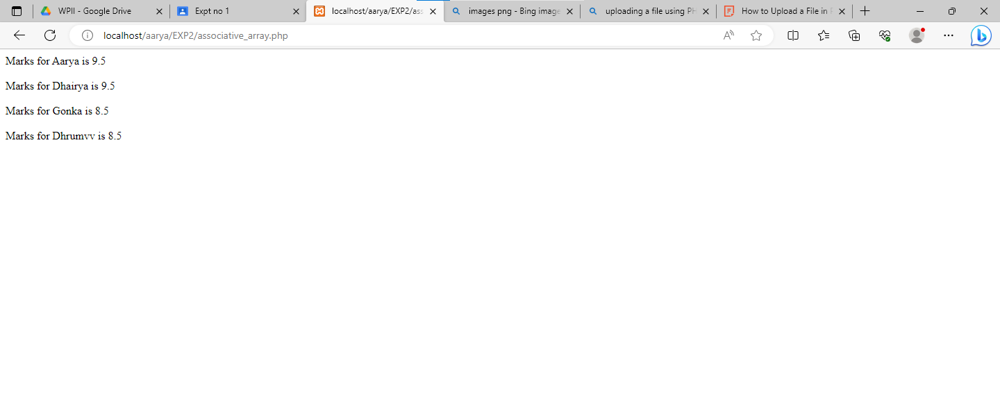 WPII - Google Drive
Expt no 1
localhost/aarya/EXP2/ass
images png - Bing image
uploading a file using PH
How to Upload a File in
localhost/aarya/EXP2/associative_array.php
Marks for Aarya is 9.5
Marks for Dhairya is 9.5
Marks for Gonka is 8.5
Marks for Dhrumvv is 8.5